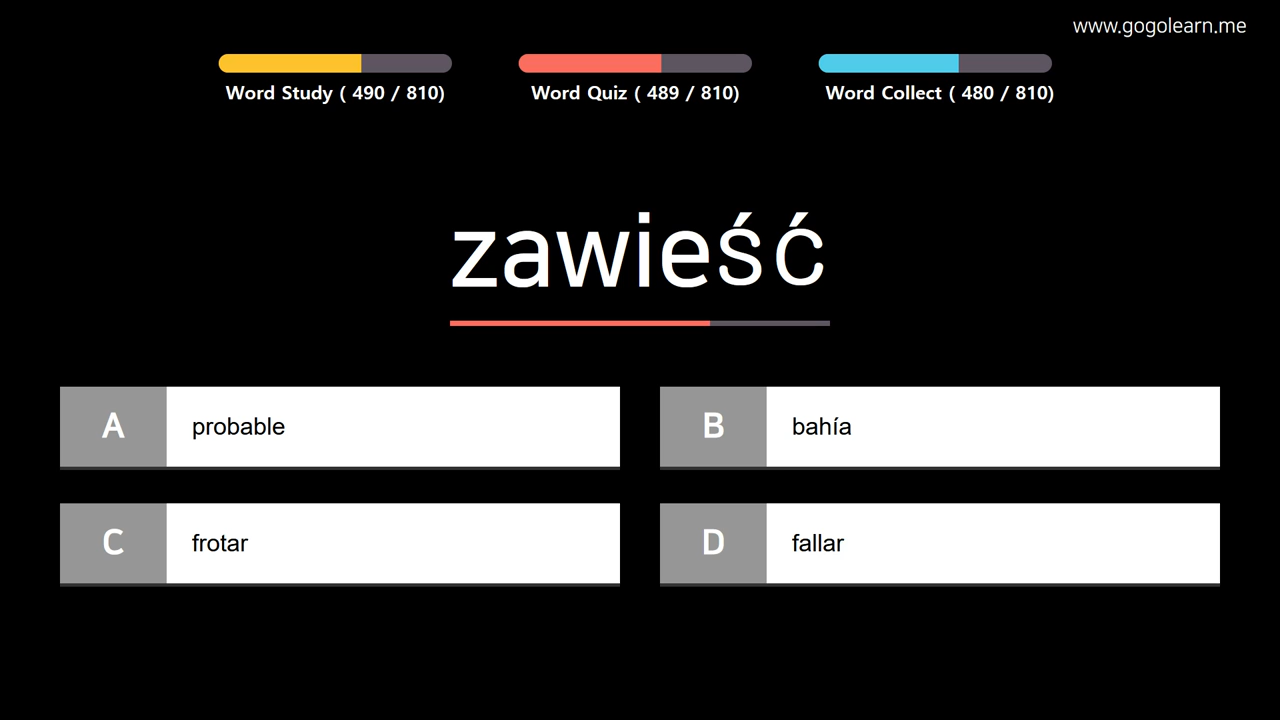 www.gogolearn.me
Word Study ( 490 / 810)
Word Quiz ( 489 / 810)
Word Collect ( 480 / 810)
zawieść
A probable
B bahía
C frotar
D fallar